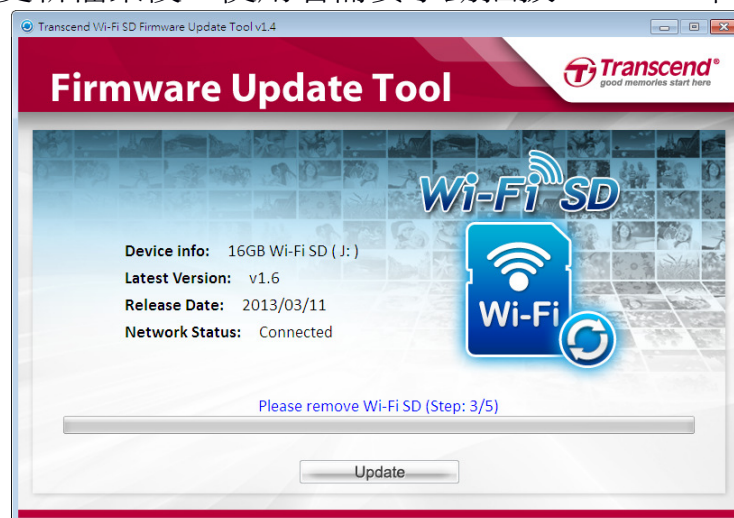 Transcend Wi-Fi SD Firmware Update Tool v1.4
Firmware Update Tool
Transcend®
good memories start here
Wi-Fi SD
Device info: 16GB Wi-Fi SD ( J: )
Latest Version: v1.6
Release Date: 2013/03/11
Network Status: Connected
Wi-Fi
Please remove Wi-Fi SD (Step: 3/5)
Update